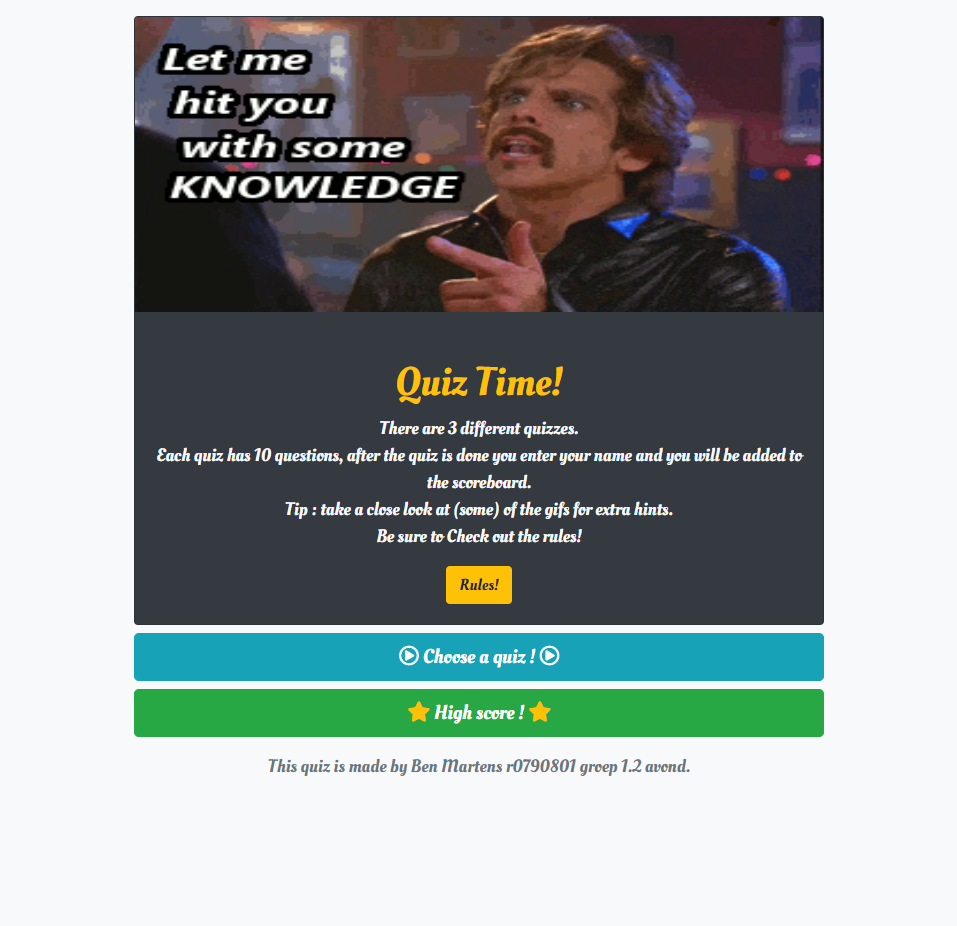 Let me
hit you
with some
KNOWLEDGE
Quiz Time!
There are 3 different quizzes.
Each quiz has 10 questions, after the quiz is done you enter your name and you will be added to
the scoreboard.
Tip : take a close look at (some) of the gifs for extra hints.
Be sure to Check out the rules!
Rules!
Choose a quiz !
High score !
This quiz is made by Ben Martens r0790801 groep 1.2 avond.